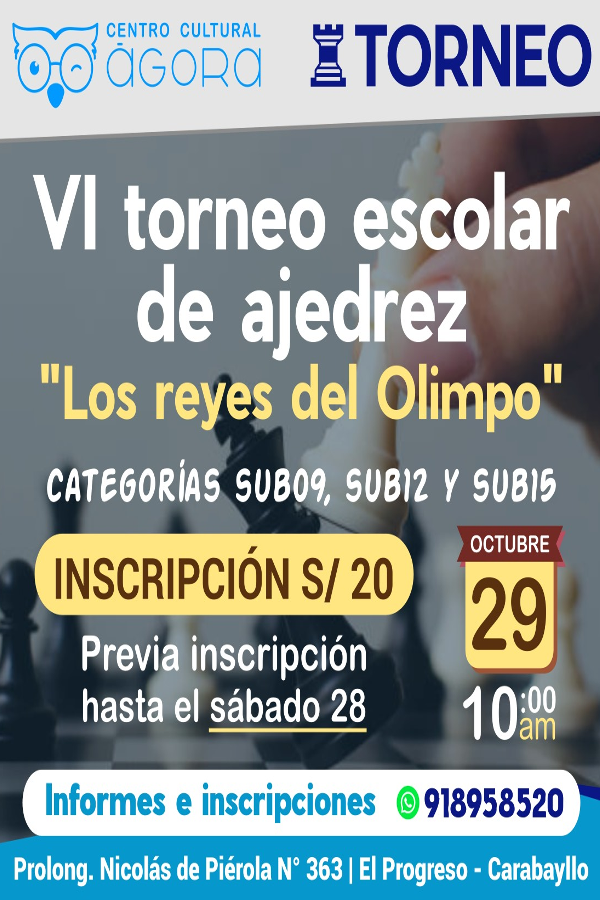 CENTRO CULTURAL
ÁGORA
TORNEO
VI torneo escolar
de ajedrez
"Los reyes del Olimpo"
CATEGORÍAS SUB09, SUB12 Y SUB15
INSCRIPCIÓN S/ 20
Previa inscripción
hasta el sábado 28
OCTUBRE
29
10:00
am
Informes e inscripciones 918958520
Prolong. Nicolás de Piérola N° 363 | El Progreso - Carabayllo